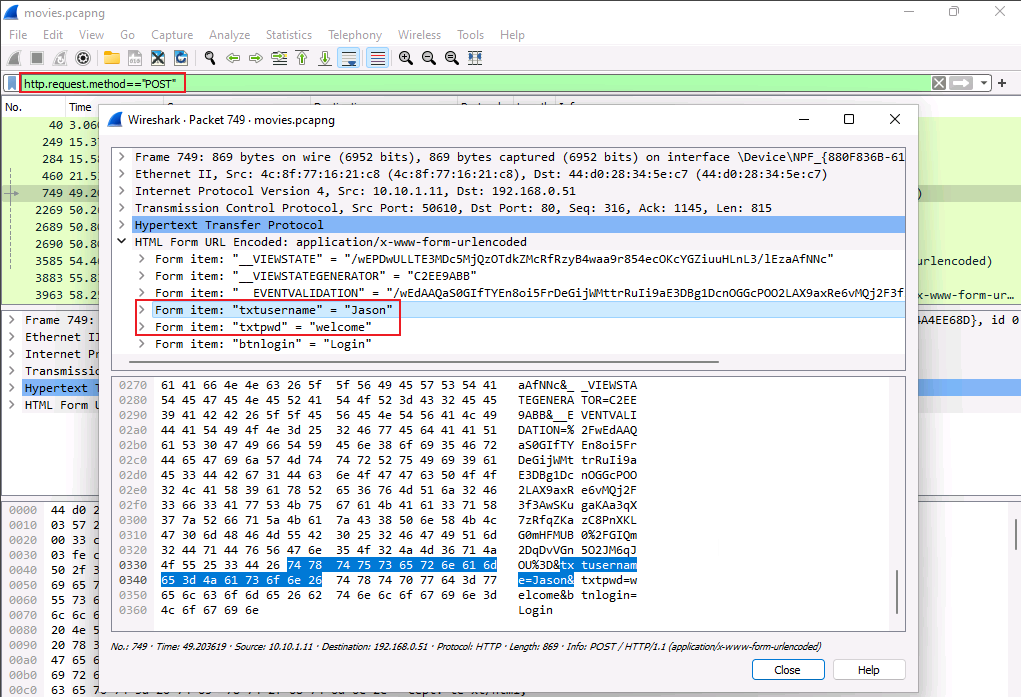 movies.pcapng
File Edit View Go Capture Analyze Statistics Telephony Wireless Tools Help
http.request.method=="POST"
No. Time
Wireshark · Packet 749 · movies.pcapng
40 3.060
249 15.37
284 15.58
460 21.51
749 49.20
2269 50.20
2689 50.80
2690 50.80
3585 54.40
3883 55.81
3963 58.25
urlencoded)
x-www-form-ur…
Frame 749: 869 bytes on wire (6952 bits), 869 bytes captured (6952 bits) on interface \Device\NPF_{880F836B-61
Ethernet II, Src: 4c:8f:77:16:21:c8 (4c:8f:77:16:21:c8), Dst: 44:d0:28:34:5e:c7 (44:d0:28:34:5e:c7)
Internet Protocol Version 4, Src: 10.10.1.11, Dst: 192.168.0.51
Transmission Control Protocol, Src Port: 50610, Dst Port: 80, Seq: 316, Ack: 1145, Len: 815
Hypertext Transfer Protocol
HTML Form URL Encoded: application/x-www-form-urlencoded
Form item: "__VIEWSTATE" = "/wEPDwULLTE3MDc5MjQzOTdkZMcRfRzyB4waa9r854ecOKcYGZiuuHLnL3/lEzaAfNNc"
Form item: "__VIEWSTATEGENERATOR" = "C2EE9ABB"
Form item: "__EVENTVALIDATION" = "/wEdAAQaS0GIfTYEn8oi5FrDeGijWMttrRuIi9aE3DBg1DcnOGGcPOO2LAX9axRe6vMQj2F3f
Form item: "txtusername" = "Jason"
Form item: "txtpwd" = "welcome"
Form item: "btnlogin" = "Login"
Frame 749:
Ethernet II
Internet Pr
Transmissio
Hypertext T
HTML Form U
A4EE68D}, id 0
0270 61 41 66 4e 4e 63 26 5f 5f 56 49 45 57 53 54 41 aAfNNc&_ _VIEWSTA
0280 54 45 47 45 4e 45 52 41 54 4f 52 3d 43 32 45 45 TEGENERA TOR=C2EE
0290 39 41 42 42 26 5f 5f 45 56 45 4e 54 56 41 4c 49 9ABB&__E VENTVALI
02a0 44 41 54 49 4f 4e 3d 25 32 46 77 45 64 41 41 51 DATION=% 2FwEdAAQ
02b0 61 53 30 47 49 66 54 59 45 6e 38 6f 69 35 46 72 aS0GIfTY En8oi5Fr
02c0 44 65 47 69 6a 57 4d 74 74 72 52 75 49 69 39 61 DeGijWMt trRuIi9a
02d0 45 33 44 42 67 31 44 63 6e 4f 47 47 63 50 4f 4f E3DBg1Dc nOGGcPOO
02e0 32 4c 41 58 39 61 78 52 65 36 76 4d 51 6a 32 46 2LAX9axR e6vMQj2F
02f0 33 66 33 41 77 53 4b 75 67 61 4b 41 61 33 71 58 3f3AwSKu gaKAa3qX
0300 37 7a 52 66 71 5a 4b 61 7a 43 38 50 6e 58 4b 4c 7zRfqZKa zC8PnXKL
0310 47 30 6d 48 46 4d 55 42 30 25 32 46 47 49 51 6d G0mHFMUB 0%2FGIQm
0320 32 44 71 44 76 56 47 6e 35 4f 32 4a 4d 36 71 4a 2DqDvVGn 5O2JM6qJ
0330 4f 55 25 33 44 26 74 78 74 75 73 65 72 6e 61 6d OU%3D&tx tusernam
0340 65 3d 4a 61 73 6f 6e 26 74 78 74 70 77 64 3d 77 e=Jason& txtpwd=w
0350 65 6c 63 6f 6d 65 26 62 74 6e 6c 6f 67 69 6e 3d elcome&b tnlogin=
0360 4c 6f 67 69 6e Login
0000 44 d0 2
0010 03 57 2
0020 00 33 c
0030 03 fe c
0040 50 2f 3
0050 69 65 7
0060 55 73 6
0070 6c 6c 6
0080 20 4e 5
0090 20 78 3
00a0 47 65 6
00b0 69 72 6
00c0 63 65
No.: 749 · Time: 49.203619 · Source: 10.10.1.11 · Destination: 192.168.0.51 · Protocol: HTTP · Length: 869 · Info: POST / HTTP/1.1 (application/x-www-form-urlencoded)
Close Help